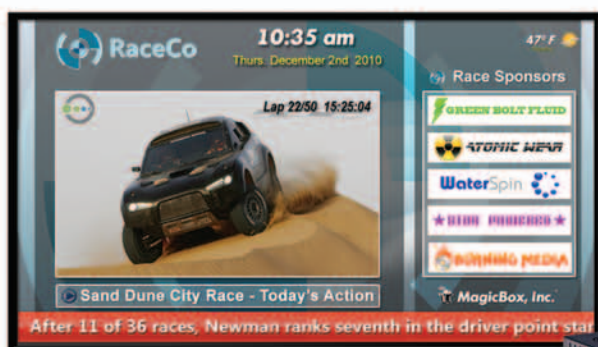 RaceCo
10:35 am
Thurs. December 2nd 2010
47° F
Race Sponsors
Lap 22/50 15:25:04
GREEN BOLT FLUID
ATOMIC WEAR
WaterSpin
STAR POWERED
BURNING MEDIA
MagicBox, Inc.
Sand Dune City Race - Today's Action
After 11 of 36 races, Newman ranks seventh in the driver point stan